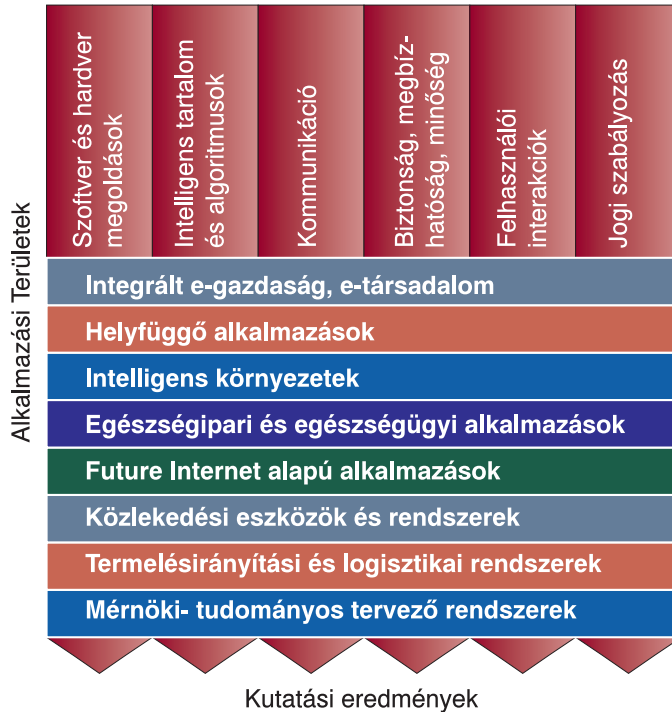 Szoftver és hardver
megoldások
Intelligens tartalom
és algoritmusok
Kommunikáció
Biztonság, megbíz-
hatóság, minőség
Felhasználói
interakciók
Jogi szabályozás
Alkalmazási Területek
Integrált e-gazdaság, e-társadalom
Helyfüggő alkalmazások
Intelligens környezetek
Egészségipari és egészségügyi alkalmazások
Future Internet alapú alkalmazások
Közlekedési eszközök és rendszerek
Termelésirányítási és logisztikai rendszerek
Mérnöki- tudományos tervező rendszerek
Kutatási eredmények